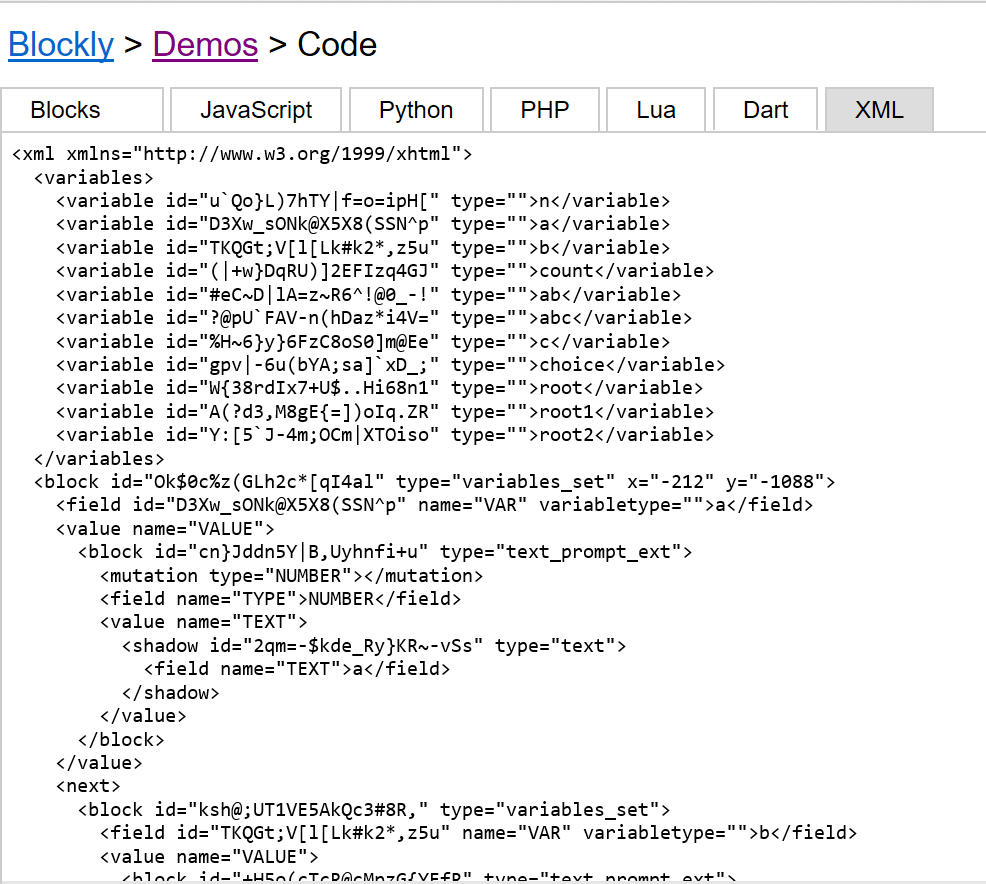 Blockly > Demos > Code
Blocks JavaScript Python PHP Lua Dart XML
<xml xmlns="http://www.w3.org/1999/xhtml">
  <variables>
    <variable id="u`Qo}L)7hTY|f=o=ipH[" type="">n</variable>
    <variable id="D3Xw_sONk@X5X8(SSN^p" type="">a</variable>
    <variable id="TKQGt;V[l[Lk#k2*,z5u" type="">b</variable>
    <variable id="(|+w}DqRU)]2EFIzq4GJ" type="">count</variable>
    <variable id="#eC~D|lA=z~R6^!@0_-!" type="">ab</variable>
    <variable id="?@pU`FAV-n(hDaz*i4V=" type="">abc</variable>
    <variable id="%H~6}y}6FzC8oS0]m@Ee" type="">c</variable>
    <variable id="gpv|-6u(bYA;sa]`xD_;" type="">choice</variable>
    <variable id="W{38rdIx7+U$..Hi68n1" type="">root</variable>
    <variable id="A(?d3,M8gE{=])oIq.ZR" type="">root1</variable>
    <variable id="Y:[5`J-4m;OCm|XTOiso" type="">root2</variable>
  </variables>
  <block id="Ok$0c%z(GLh2c*[qI4al" type="variables_set" x="-212" y="-1088">
    <field id="D3Xw_sONk@X5X8(SSN^p" name="VAR" variabletype="">a</field>
    <value name="VALUE">
      <block id="cn}Jddn5Y|B,Uyhnfi+u" type="text_prompt_ext">
        <mutation type="NUMBER"></mutation>
        <field name="TYPE">NUMBER</field>
        <value name="TEXT">
          <shadow id="2qm=-$kde_Ry}KR~-vSs" type="text">
            <field name="TEXT">a</field>
          </shadow>
        </value>
      </block>
    </value>
    <next>
      <block id="ksh@;UT1VE5AkQc3#8R," type="variables_set">
        <field id="TKQGt;V[l[Lk#k2*,z5u" name="VAR" variabletype="">b</field>
        <value name="VALUE">
          <block type="text_prompt_ext">